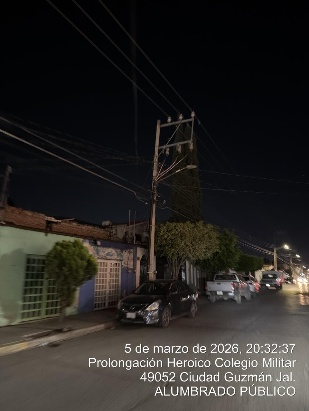 5 de marzo de 2026, 20:32:37
Prolongación Heroico Colegio Militar
49052 Ciudad Guzmán Jal.
ALUMBRADO PÚBLICO